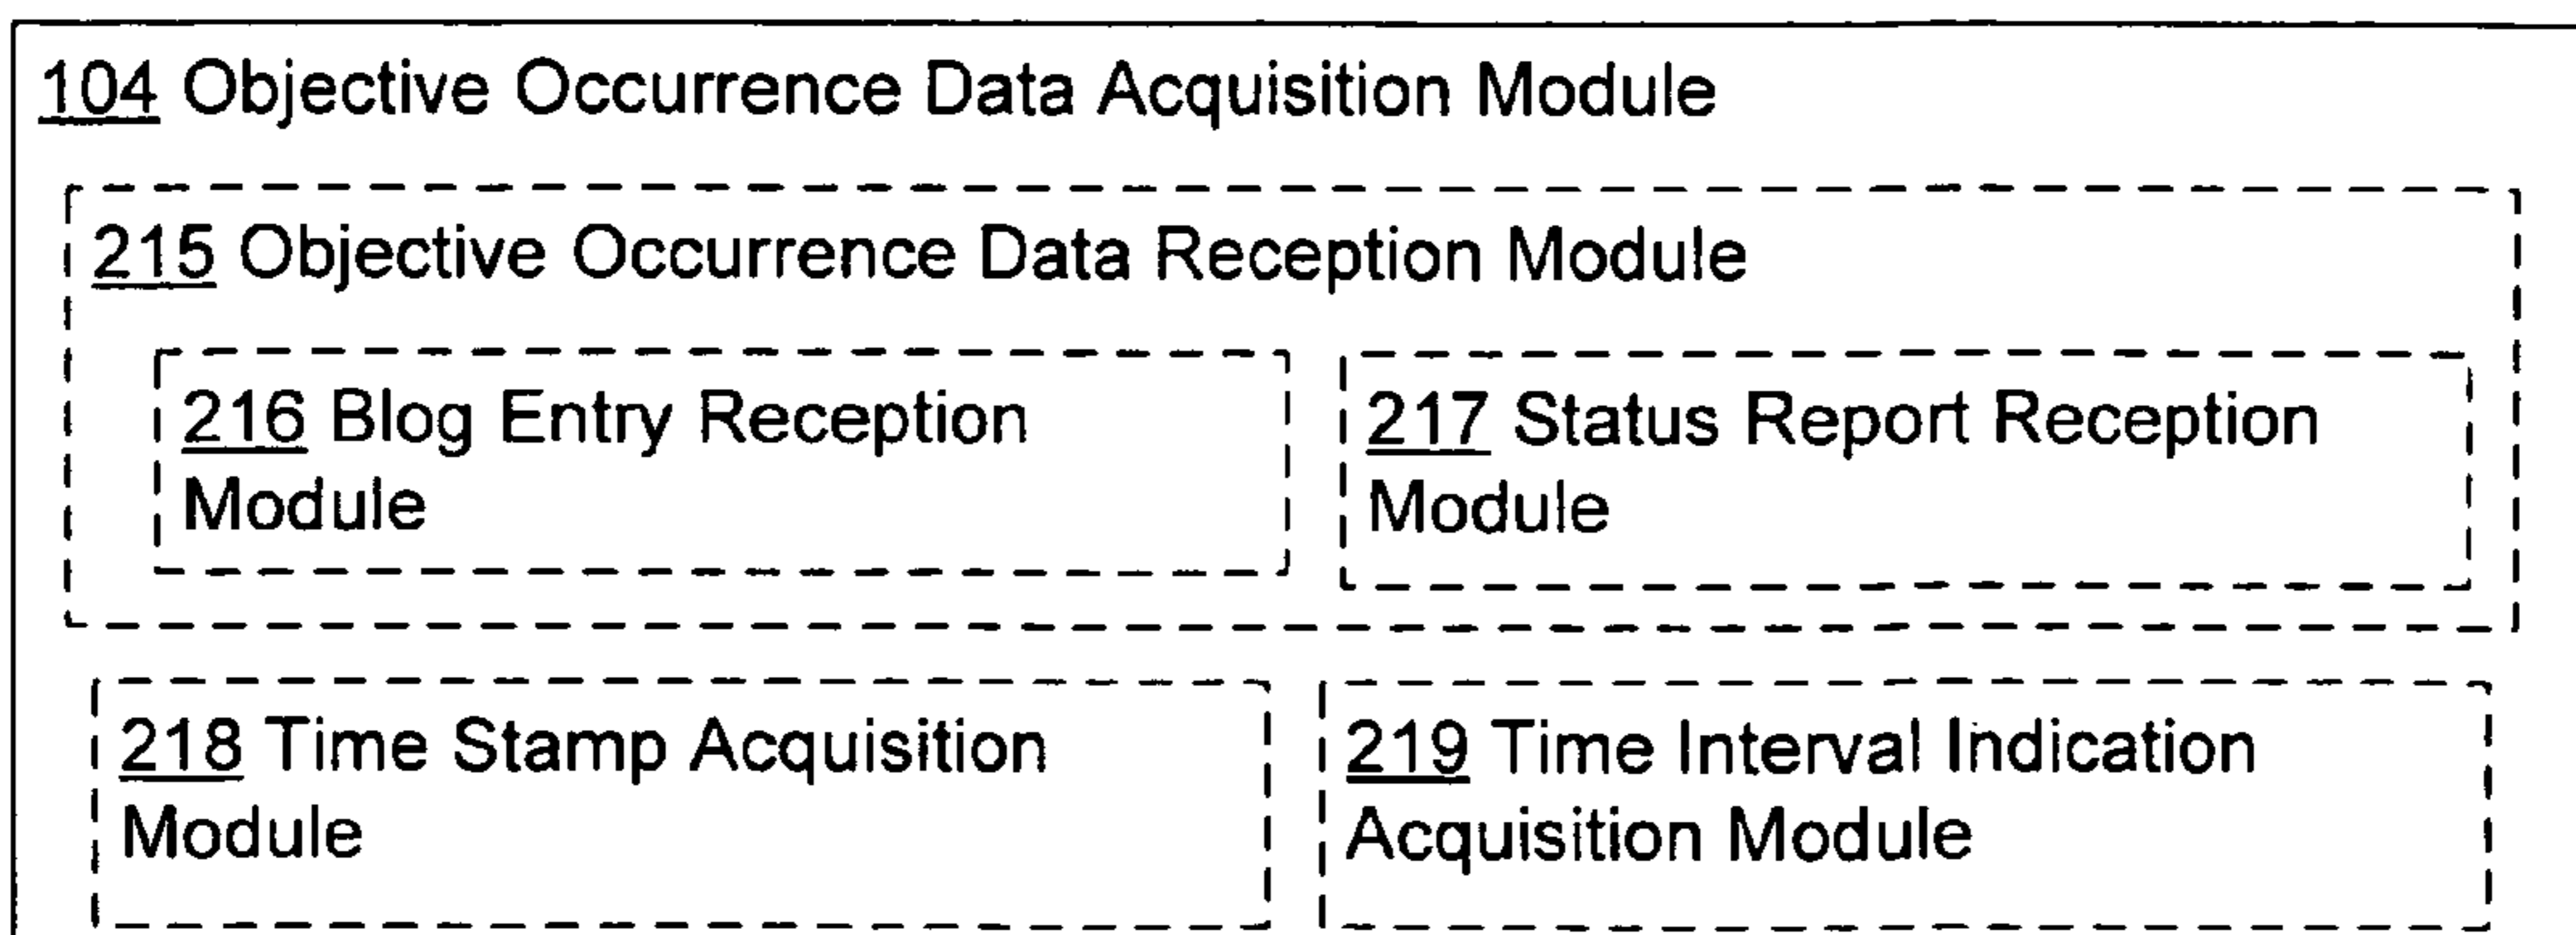 104 Objective Occurrence Data Acquisition Module
215 Objective Occurrence Data Reception Module
216 Blog Entry Reception
Module
217 Status Report Reception
Module
218 Time Stamp Acquisition
Module
219 Time Interval Indication
Acquisition Module